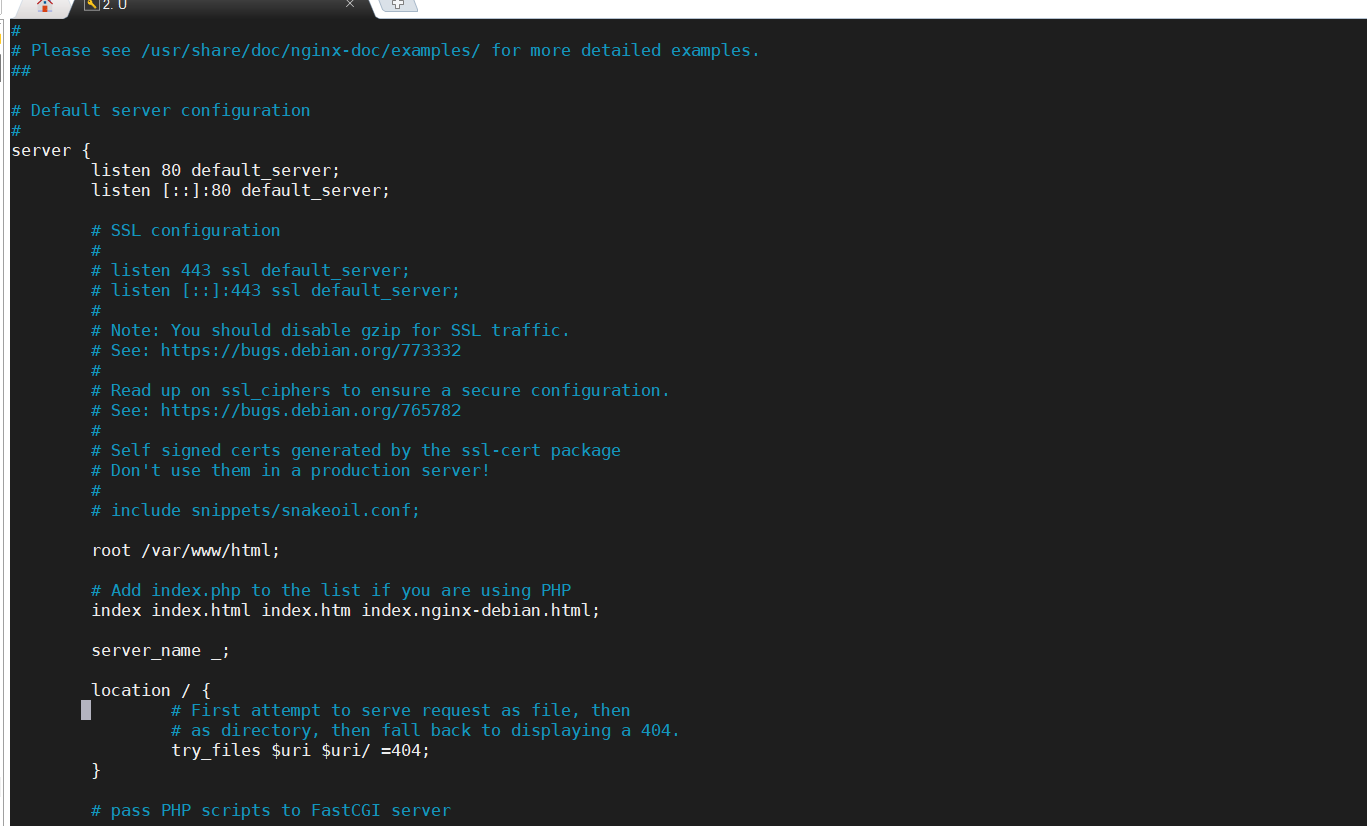 2. U
#
# Please see /usr/share/doc/nginx-doc/examples/ for more detailed examples.
##
# Default server configuration
#
server {
listen 80 default_server;
listen [::]:80 default_server;
# SSL configuration
#
# listen 443 ssl default_server;
# listen [::]:443 ssl default_server;
#
# Note: You should disable gzip for SSL traffic.
# See: https://bugs.debian.org/773332
#
# Read up on ssl_ciphers to ensure a secure configuration.
# See: https://bugs.debian.org/765782
#
# Self signed certs generated by the ssl-cert package
# Don't use them in a production server!
#
# include snippets/snakeoil.conf;
root /var/www/html;
# Add index.php to the list if you are using PHP
index index.html index.htm index.nginx-debian.html;
server_name _;
location / {
# First attempt to serve request as file, then
# as directory, then fall back to displaying a 404.
try_files $uri $uri/ =404;
}
# pass PHP scripts to FastCGI server